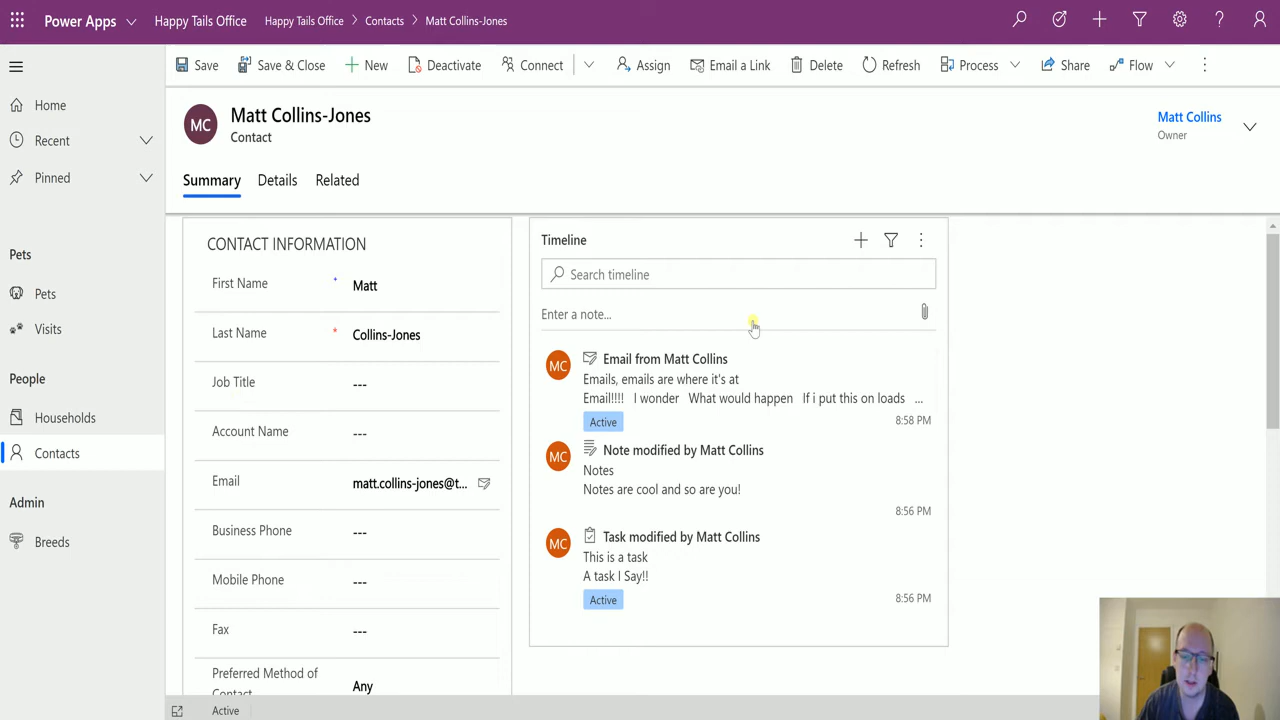 Power Apps Happy Tails Office Happy Tails Office Contacts Matt Collins-Jones
Save Save & Close New Deactivate Connect Assign Email a Link Delete Refresh Process Share Flow
Home
Recent
Pinned
Pets
Pets
Visits
People
Households
Contacts
Admin
Breeds
MC
Matt Collins-Jones
Contact
Matt Collins
Owner
Summary Details Related
CONTACT INFORMATION
First Name * Matt
Last Name * Collins-Jones
Job Title ---
Account Name ---
Email matt.collins-jones@t...
Business Phone ---
Mobile Phone ---
Fax ---
Preferred Method of
Contact Any
Timeline
Search timeline
Enter a note...
MC
Email from Matt Collins
Emails, emails are where it's at
Email!!!! I wonder What would happen If i put this on loads ...
Active 8:58 PM
MC
Note modified by Matt Collins
Notes
Notes are cool and so are you!
8:56 PM
MC
Task modified by Matt Collins
This is a task
A task I Say!!
Active 8:56 PM
Active